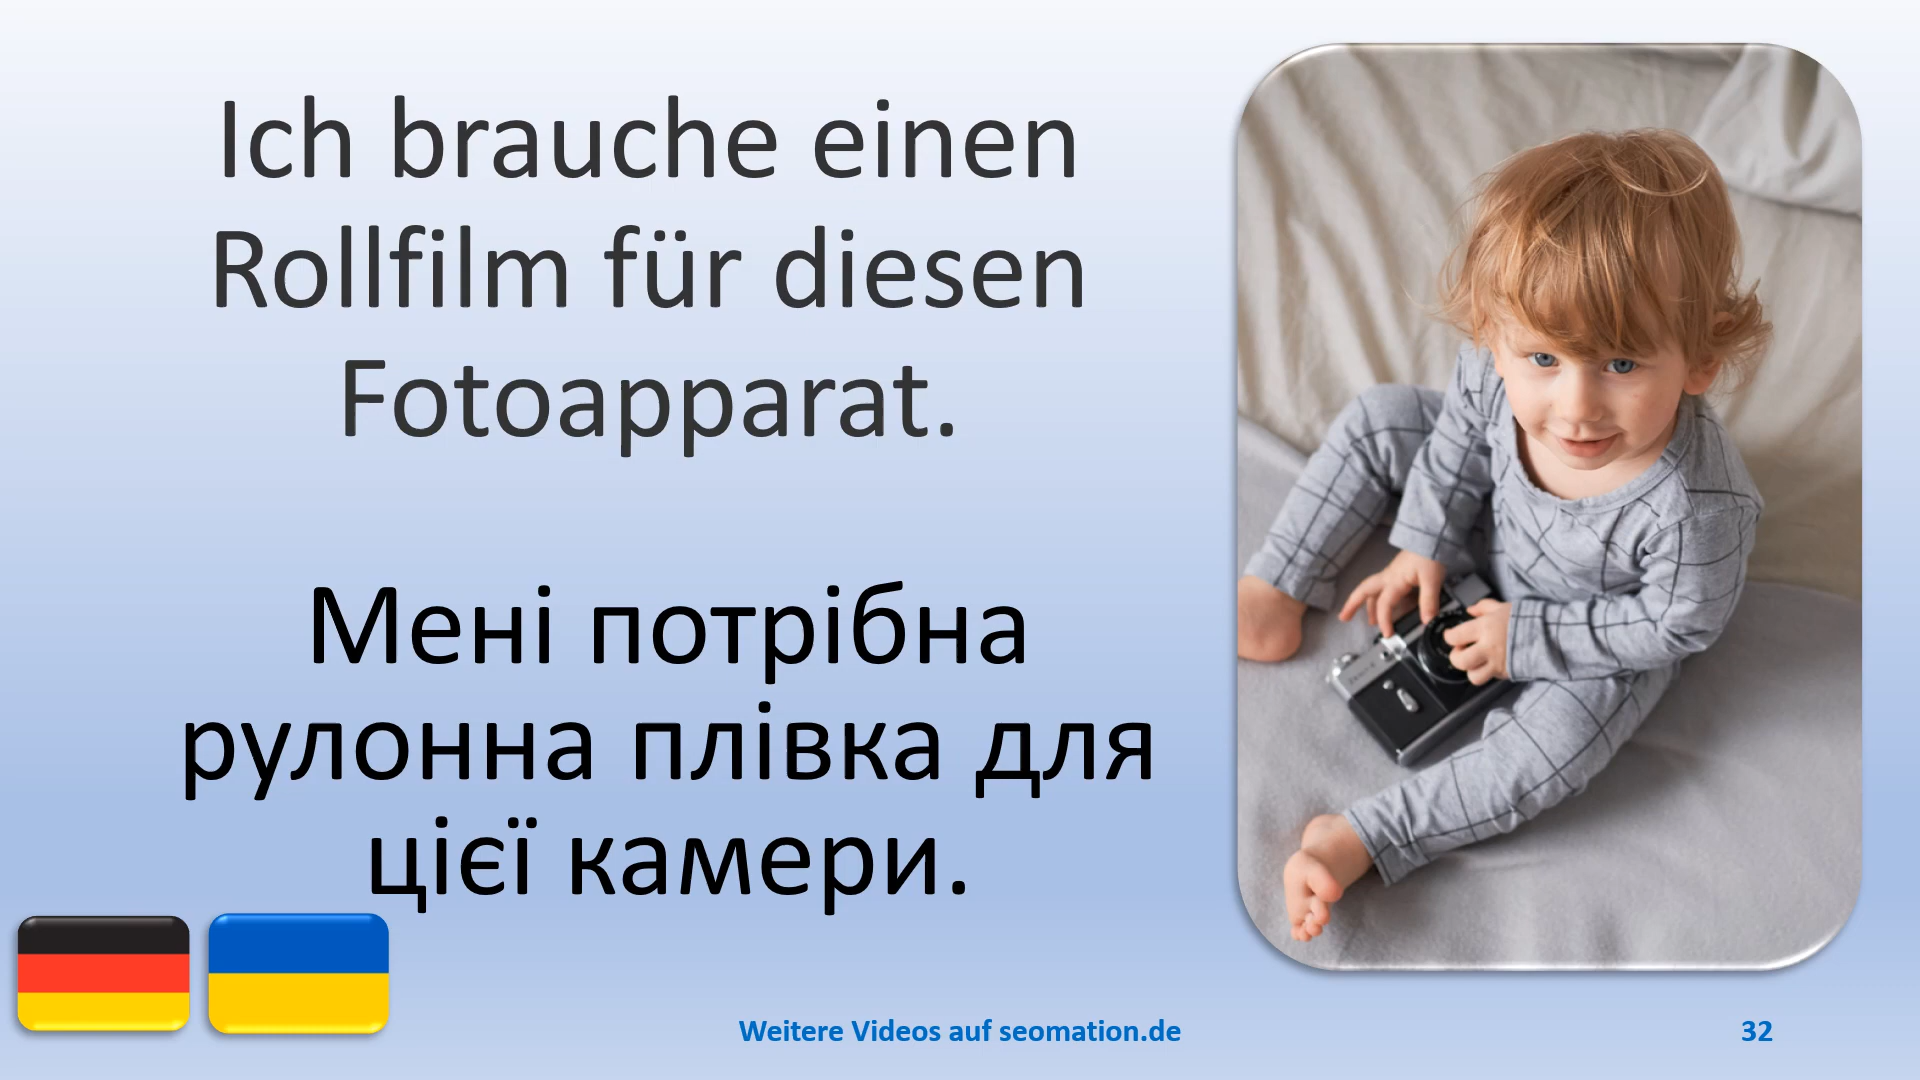 Ich brauche einen
Rollfilm für diesen
Fotoapparat.
Мені потрібна
рулонна плівка для
цієї камери.
Weitere Videos auf seomation.de
32